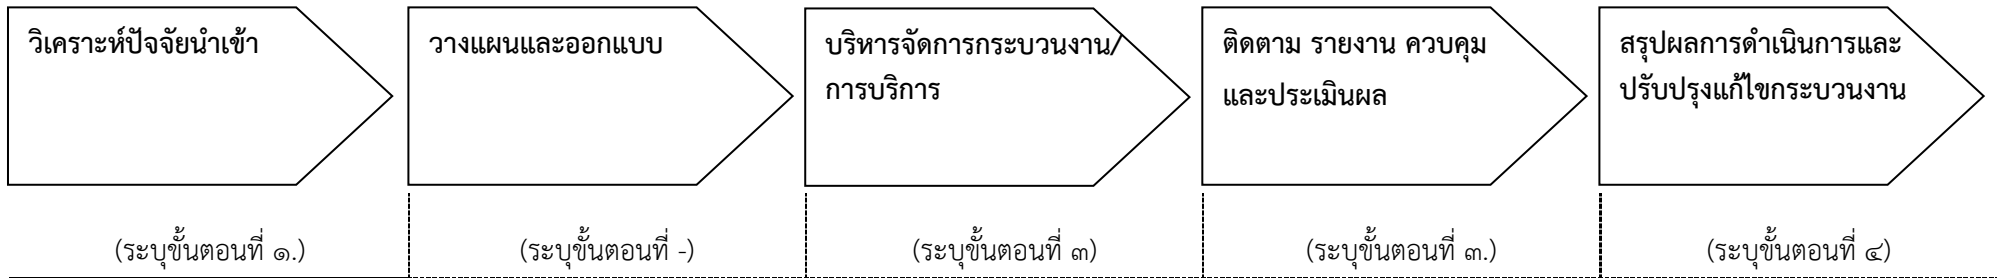 วิเคราะห์ปัจจัยนำเข้า
วางแผนและออกแบบ
บริหารจัดการกระบวนงาน/
การบริการ
ติดตาม รายงาน ควบคุม
และประเมินผล
สรุปผลการดำเนินการและ
ปรับปรุงแก้ไขกระบวนงาน
(ระบุขั้นตอนที่ ๑.)
(ระบุขั้นตอนที่ -)
(ระบุขั้นตอนที่ ๓)
(ระบุขั้นตอนที่ ๓.)
(ระบุขั้นตอนที่ ๔)